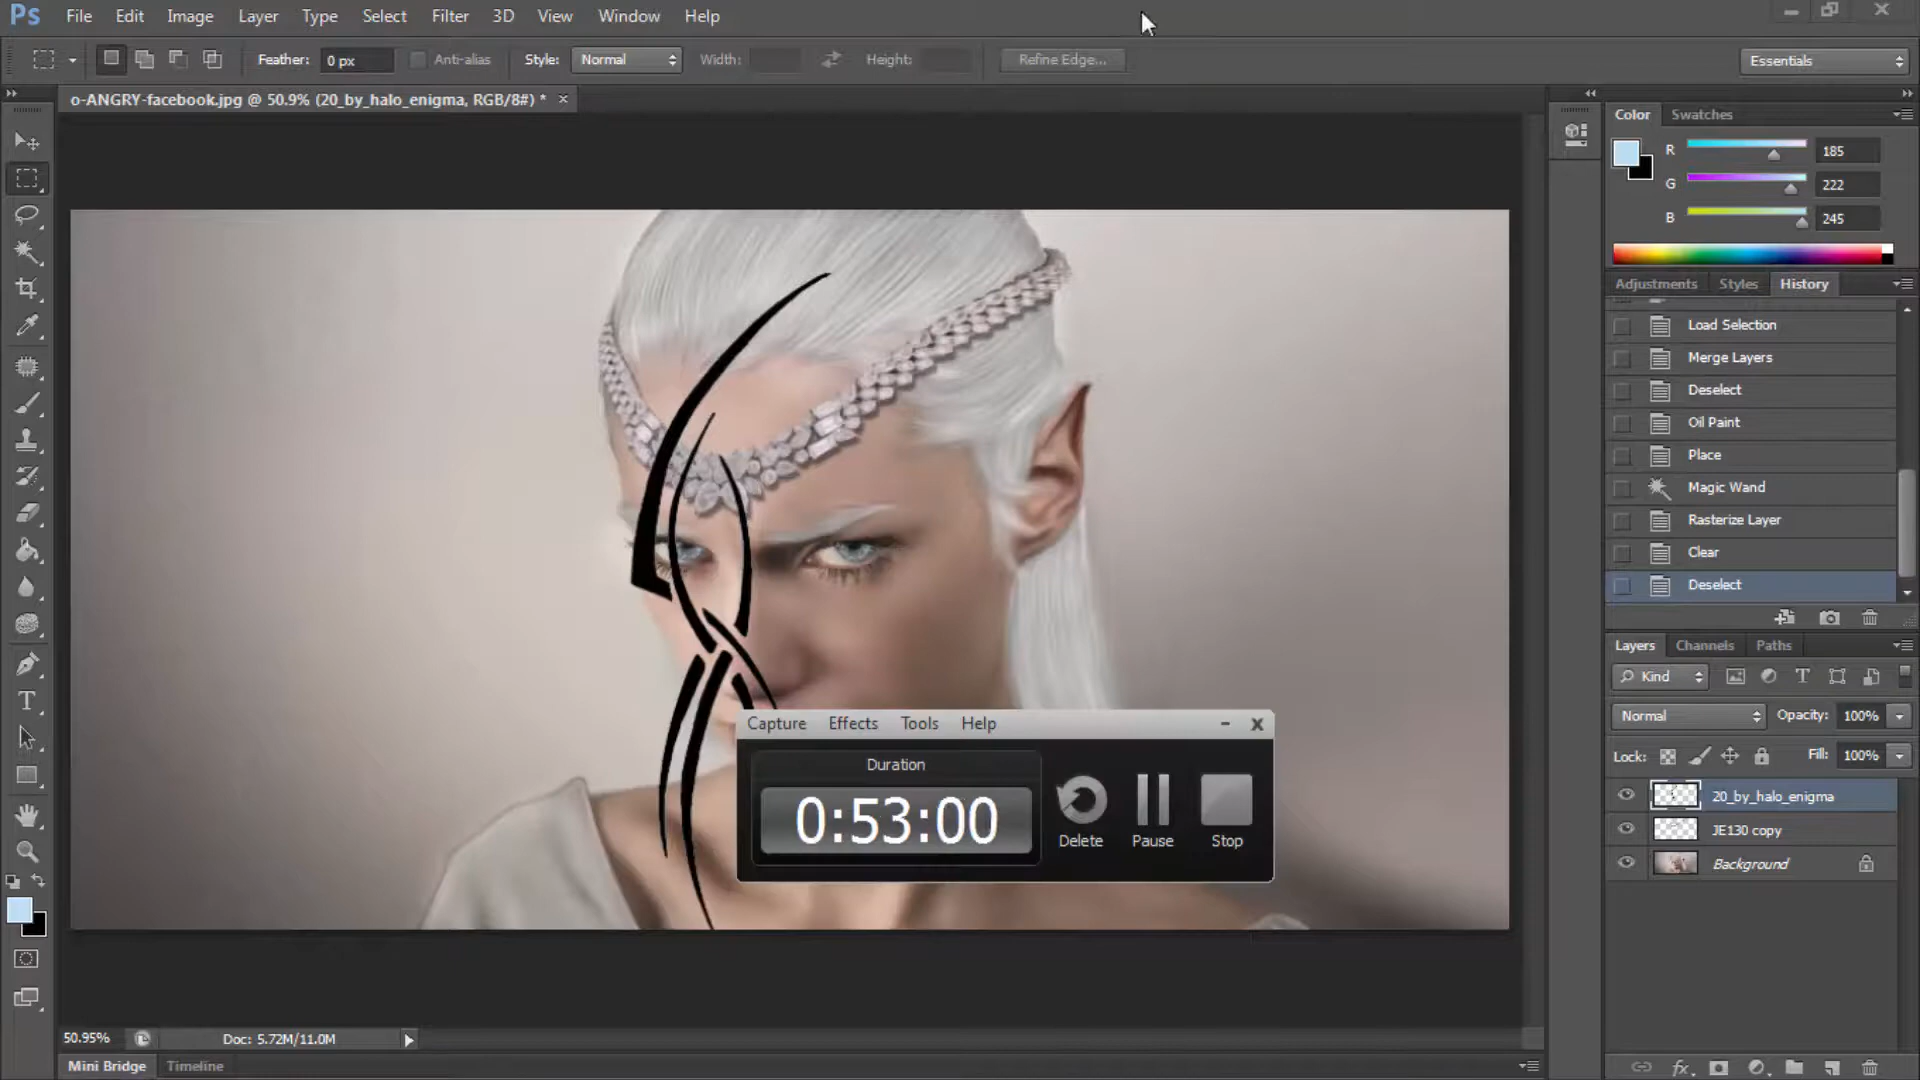 Ps File Edit Image Layer Type Select Filter 3D View Window Help
Feather: 0 px Anti-alias Style: Normal Width: Height: Refine Edge... Essentials
o-ANGRY-facebook.jpg @ 50.9% (20_by_halo_enigma, RGB/8#) *
Color Swatches
R 185
G 222
B 245
Adjustments Styles History
Load Selection
Merge Layers
Deselect
Oil Paint
Place
Magic Wand
Rasterize Layer
Clear
Deselect
Layers Channels Paths
Kind
Normal Opacity: 100%
Lock: Fill: 100%
20_by_halo_enigma
JE130 copy
Background
Capture Effects Tools Help
Duration
0:53:00
Delete Pause Stop
50.95% Doc: 5.72M/11.0M
Mini Bridge Timeline